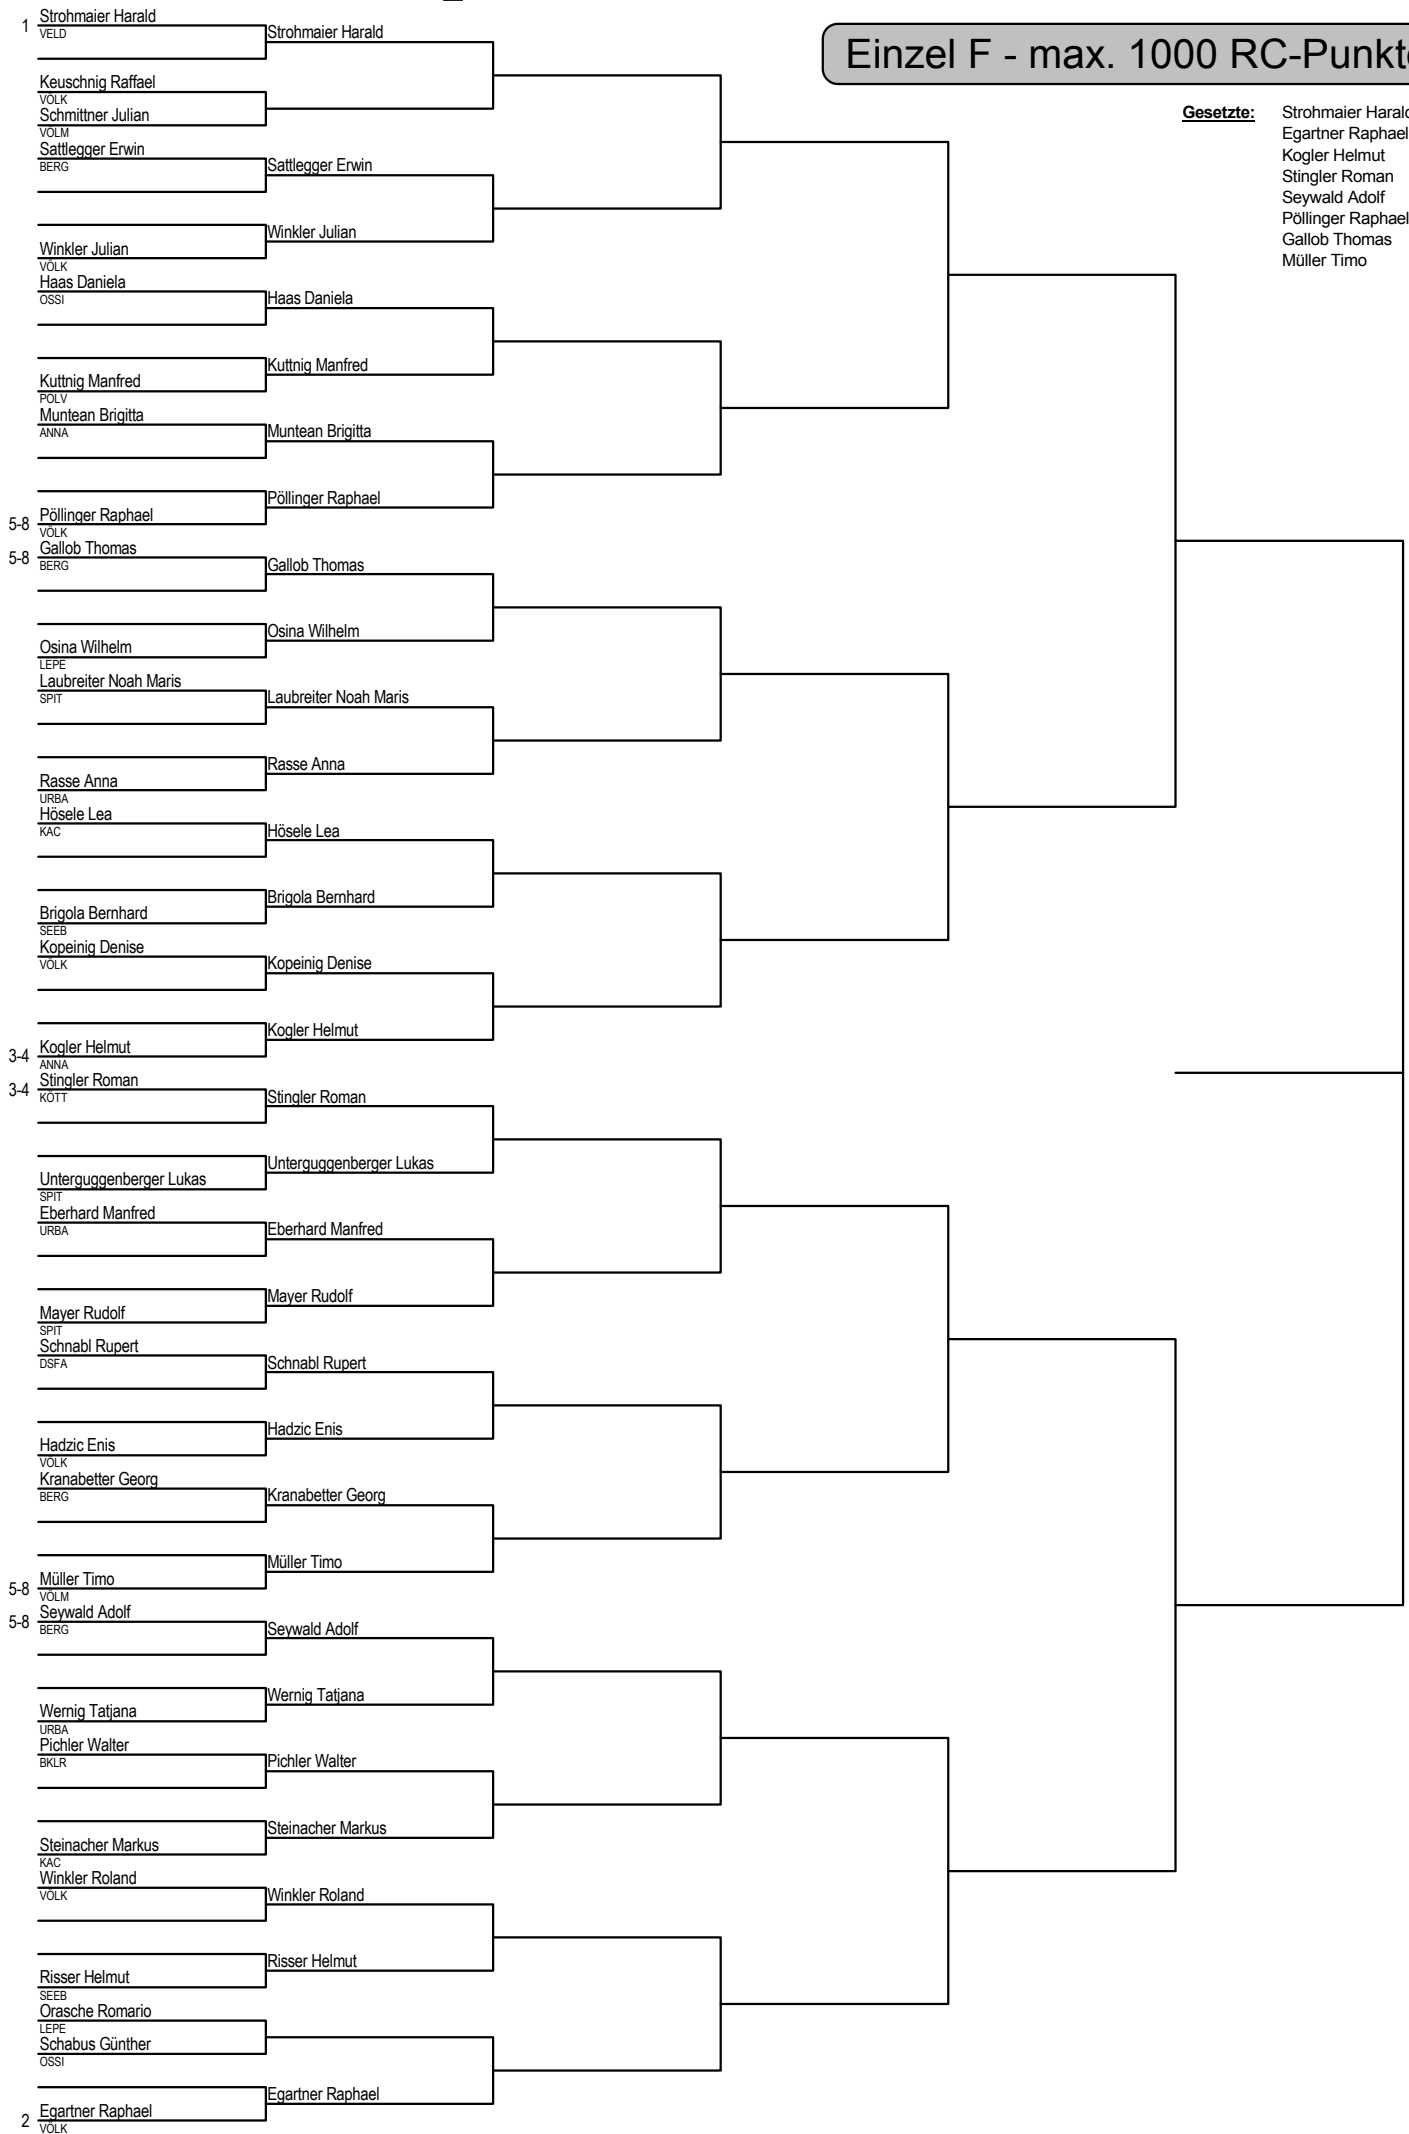 Einzel F - max. 1000 RC-Punkte
Gesetzte: Strohmaier Harald
Egartner Raphael
Kogler Helmut
Stingler Roman
Seywald Adolf
Pöllinger Raphael
Gallob Thomas
Müller Timo
1 Strohmaier Harald
VELD
Keuschnig Raffael
VÖLK
Schmittner Julian
VÖLM
Sattlegger Erwin
BERG
Winkler Julian
VÖLK
Haas Daniela
OSSI
Kuttnig Manfred
POLV
Muntean Brigitta
ANNA
5-8 Pöllinger Raphael
VÖLK
5-8 Gallob Thomas
BERG
Osina Wilhelm
LEPE
Laubreiter Noah Maris
SPIT
Rasse Anna
URBA
Hösele Lea
KAC
Brigola Bernhard
SEEB
Kopeinig Denise
VÖLK
3-4 Kogler Helmut
ANNA
3-4 Stingler Roman
KÖTT
Unterguggenberger Lukas
SPIT
Eberhard Manfred
URBA
Mayer Rudolf
SPIT
Schnabl Rupert
DSFA
Hadzic Enis
VÖLK
Kranabetter Georg
BERG
5-8 Müller Timo
VÖLM
5-8 Seywald Adolf
BERG
Wernig Tatjana
URBA
Pichler Walter
BKLR
Steinacher Markus
KAC
Winkler Roland
VÖLK
Risser Helmut
SEEB
Orasche Romario
LEPE
Schabus Günther
OSSI
2 Egartner Raphael
VÖLK
Strohmaier Harald
Sattlegger Erwin
Winkler Julian
Haas Daniela
Kuttnig Manfred
Muntean Brigitta
Pöllinger Raphael
Gallob Thomas
Osina Wilhelm
Laubreiter Noah Maris
Rasse Anna
Hösele Lea
Brigola Bernhard
Kopeinig Denise
Kogler Helmut
Stingler Roman
Unterguggenberger Lukas
Eberhard Manfred
Mayer Rudolf
Schnabl Rupert
Hadzic Enis
Kranabetter Georg
Müller Timo
Seywald Adolf
Wernig Tatjana
Pichler Walter
Steinacher Markus
Winkler Roland
Risser Helmut
Egartner Raphael